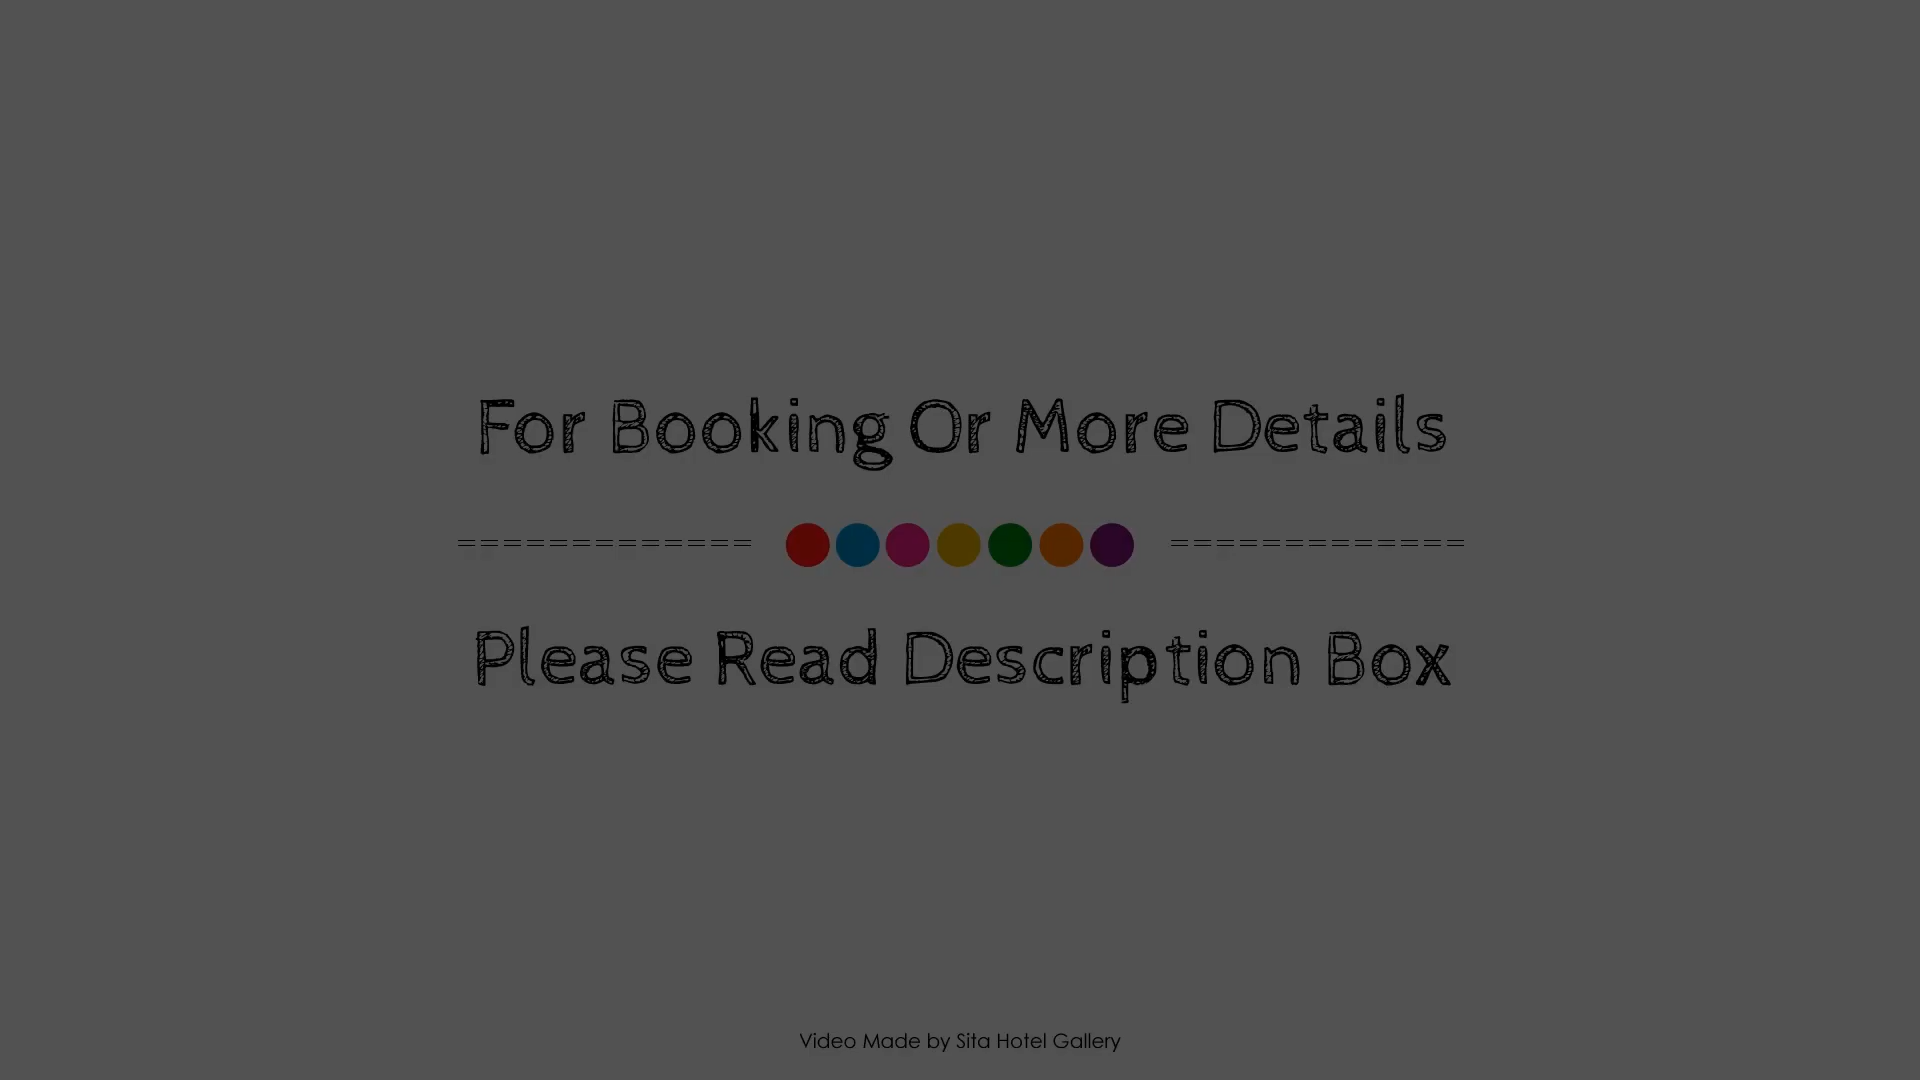 For Booking Or More Details
============= =============
Please Read Description Box
Video Made by Sita Hotel Gallery